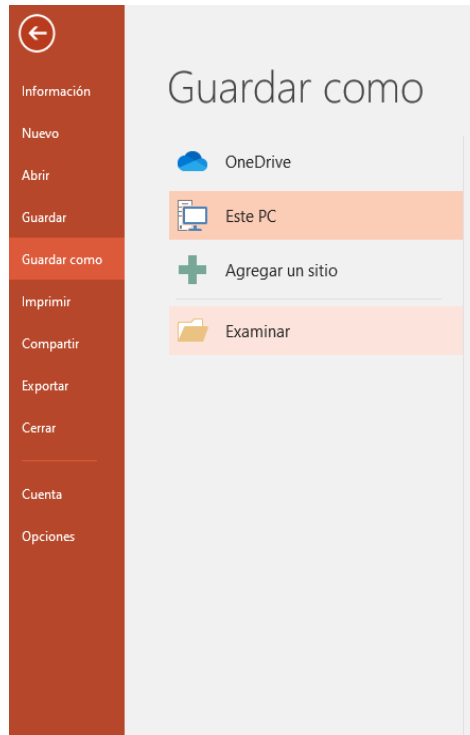 Información
Nuevo
Abrir
Guardar
Guardar como
Imprimir
Compartir
Exportar
Cerrar
Cuenta
Opciones
Guardar como
OneDrive
Este PC
Agregar un sitio
Examinar